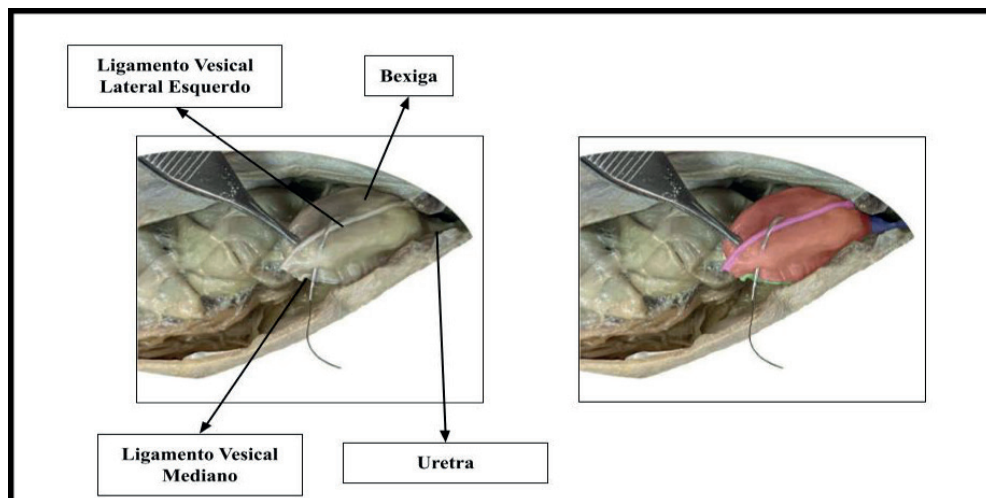 Ligamento Vesical
Lateral Esquerdo
Bexiga
Ligamento Vesical
Mediano
Uretra